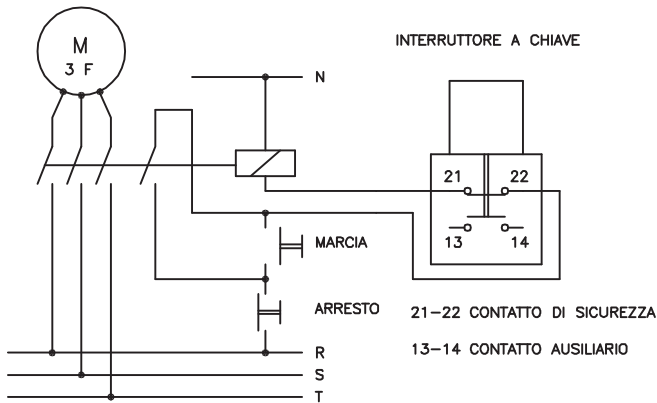 M
3 F
INTERRUTTORE A CHIAVE
N
21 22
13 14
MARCIA
ARRESTO
21-22 CONTATTO DI SICUREZZA
13-14 CONTATTO AUSILIARIO
R
S
T